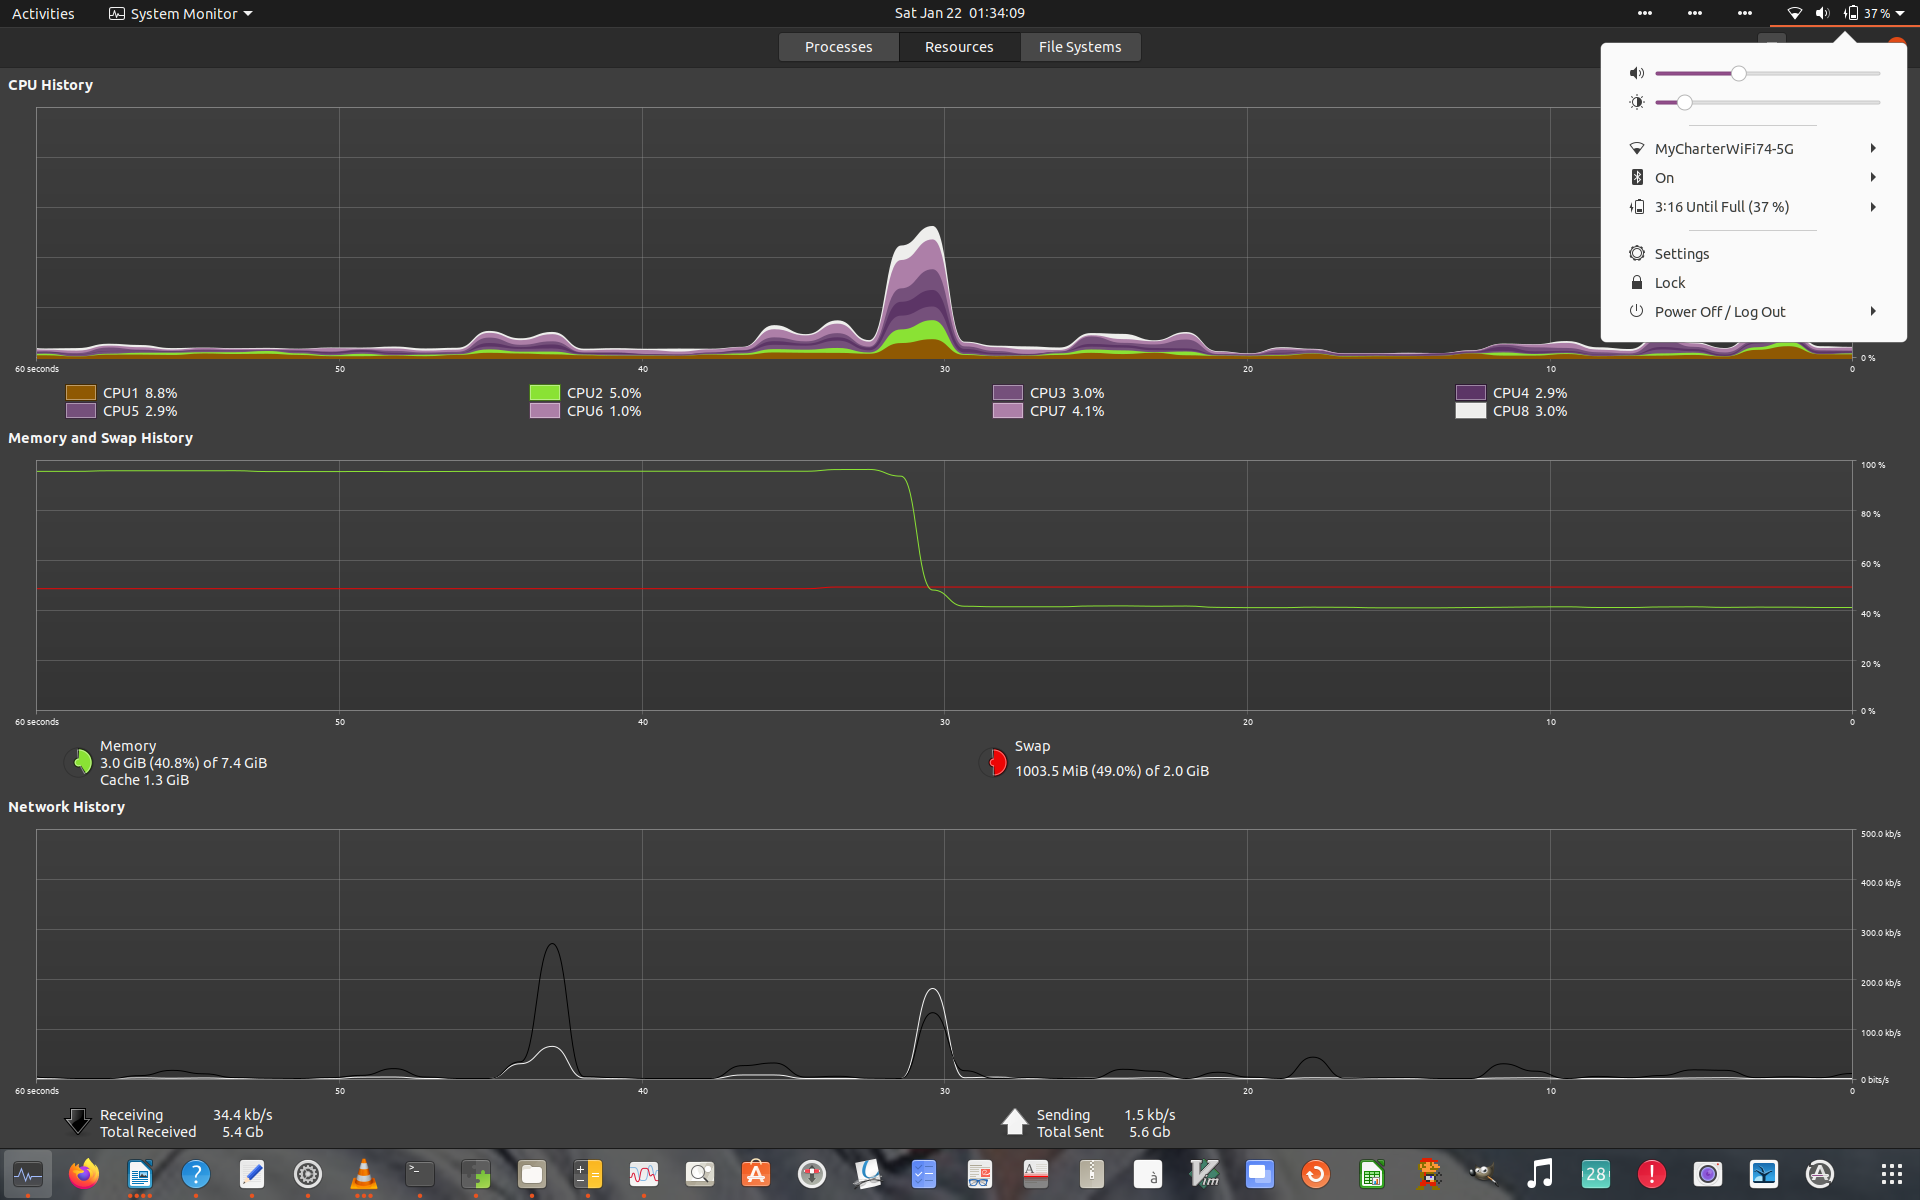 Activities System Monitor Sat Jan 22 01:34:09 37 %
Processes Resources File Systems
CPU History
MyCharterWiFi74-5G
On
3:16 Until Full (37 %)
Settings
Lock
Power Off / Log Out
0 %
60 seconds 50 40 30 20 10 0
CPU1 8.8% CPU2 5.0% CPU3 3.0% CPU4 2.9%
CPU5 2.9% CPU6 1.0% CPU7 4.1% CPU8 3.0%
Memory and Swap History
100 %
80 %
60 %
40 %
20 %
0 %
60 seconds 50 40 30 20 10 0
Memory
3.0 GiB (40.8%) of 7.4 GiB
Cache 1.3 GiB
Swap
1003.5 MiB (49.0%) of 2.0 GiB
Network History
500.0 kb/s
400.0 kb/s
300.0 kb/s
200.0 kb/s
100.0 kb/s
0 bits/s
60 seconds 50 40 30 20 10 0
Receiving 34.4 kb/s
Total Received 5.4 Gb
Sending 1.5 kb/s
Total Sent 5.6 Gb
28